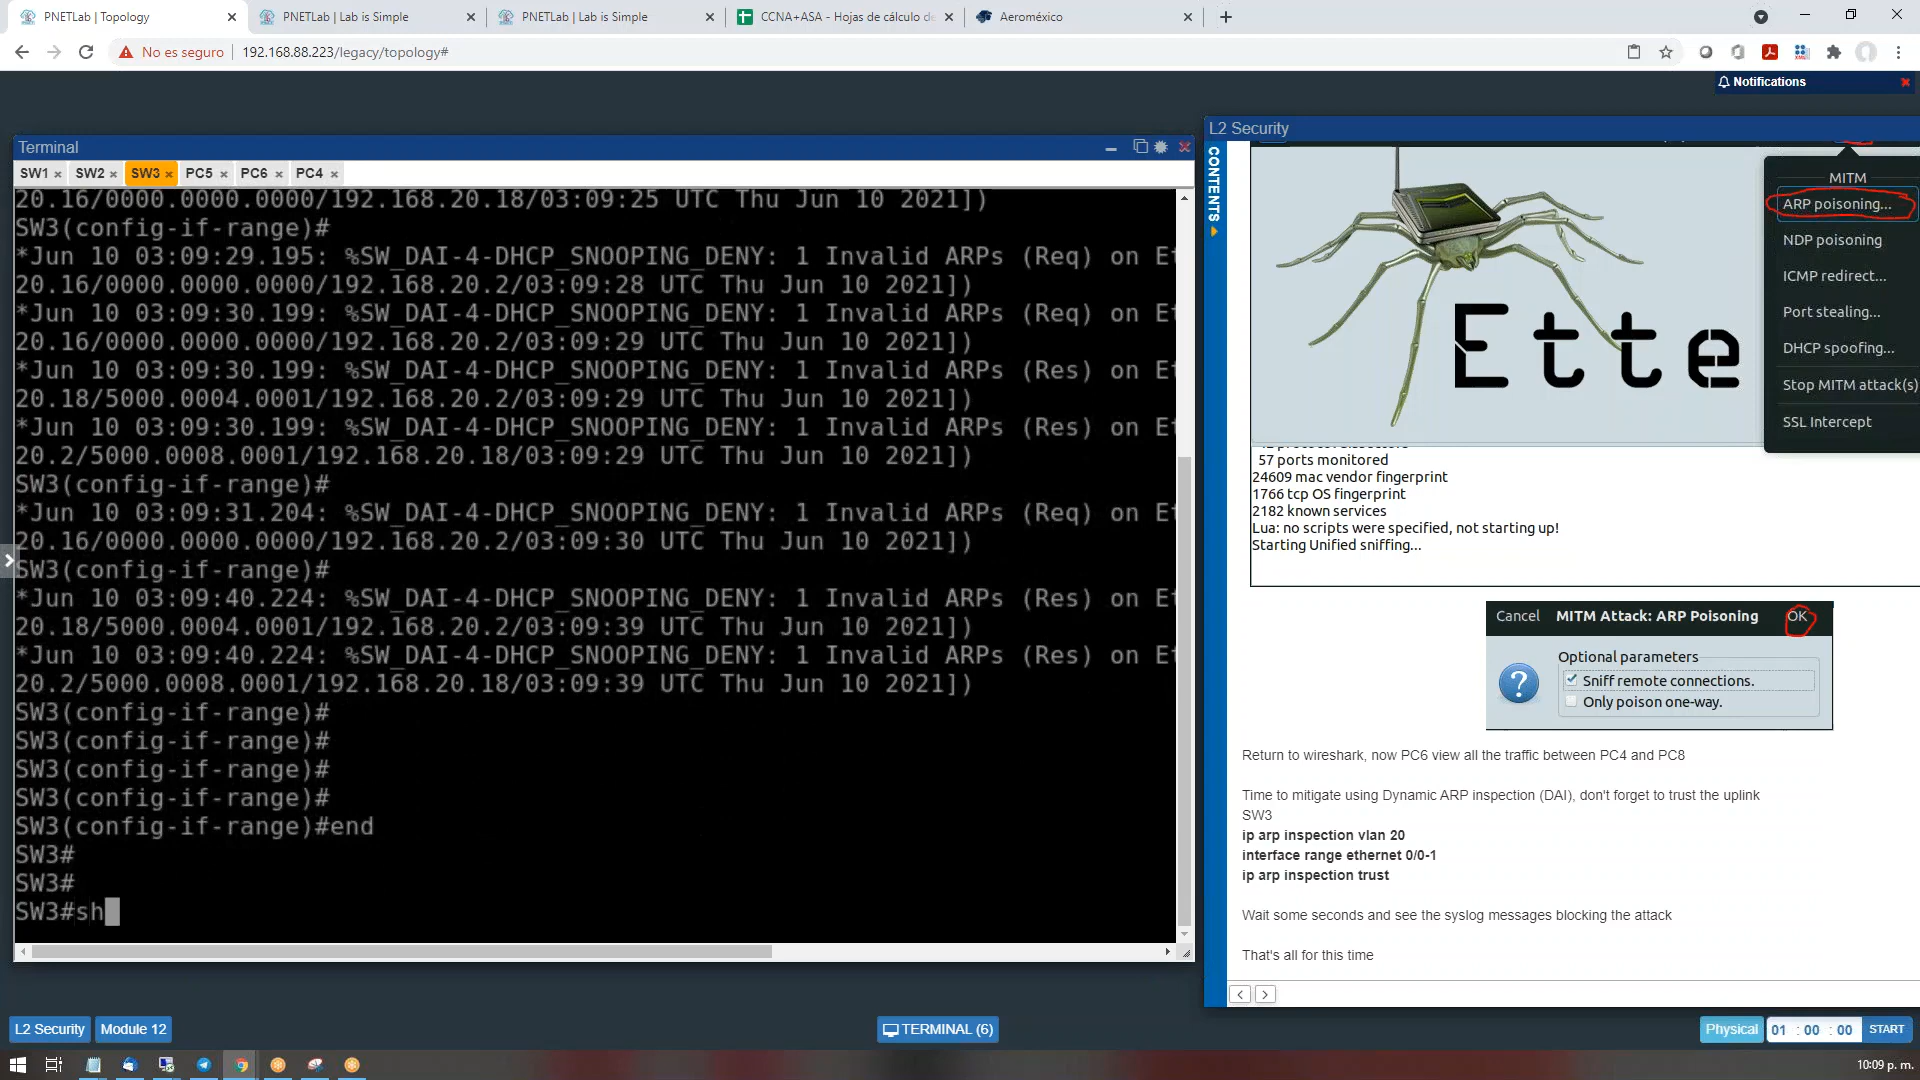 PNETLab | Topology
PNETLab | Lab is Simple
PNETLab | Lab is Simple
CCNA+ASA - Hojas de cálculo de
Aeroméxico
No es seguro
192.168.88.223/legacy/topology#
Notifications
Terminal
SW1 SW2 SW3 PC5 PC6 PC4
20.16/0000.0000.0000/192.168.20.18/03:09:25 UTC Thu Jun 10 2021])
SW3(config-if-range)#
*Jun 10 03:09:29.195: %SW_DAI-4-DHCP_SNOOPING_DENY: 1 Invalid ARPs (Req) on Et
20.16/0000.0000.0000/192.168.20.2/03:09:28 UTC Thu Jun 10 2021])
*Jun 10 03:09:30.199: %SW_DAI-4-DHCP_SNOOPING_DENY: 1 Invalid ARPs (Req) on Et
20.16/0000.0000.0000/192.168.20.2/03:09:29 UTC Thu Jun 10 2021])
*Jun 10 03:09:30.199: %SW_DAI-4-DHCP_SNOOPING_DENY: 1 Invalid ARPs (Res) on Et
20.18/5000.0004.0001/192.168.20.2/03:09:29 UTC Thu Jun 10 2021])
*Jun 10 03:09:30.199: %SW_DAI-4-DHCP_SNOOPING_DENY: 1 Invalid ARPs (Res) on Et
20.2/5000.0008.0001/192.168.20.18/03:09:29 UTC Thu Jun 10 2021])
SW3(config-if-range)#
*Jun 10 03:09:31.204: %SW_DAI-4-DHCP_SNOOPING_DENY: 1 Invalid ARPs (Req) on Et
20.16/0000.0000.0000/192.168.20.2/03:09:30 UTC Thu Jun 10 2021])
SW3(config-if-range)#
*Jun 10 03:09:40.224: %SW_DAI-4-DHCP_SNOOPING_DENY: 1 Invalid ARPs (Res) on Et
20.18/5000.0004.0001/192.168.20.2/03:09:39 UTC Thu Jun 10 2021])
*Jun 10 03:09:40.224: %SW_DAI-4-DHCP_SNOOPING_DENY: 1 Invalid ARPs (Res) on Et
20.2/5000.0008.0001/192.168.20.18/03:09:39 UTC Thu Jun 10 2021])
SW3(config-if-range)#
SW3(config-if-range)#
SW3(config-if-range)#
SW3(config-if-range)#
SW3(config-if-range)#end
SW3#
SW3#
SW3#sh
L2 Security
CONTENTS
Ette
MITM
ARP poisoning...
NDP poisoning
ICMP redirect...
Port stealing...
DHCP spoofing...
Stop MITM attack(s)
SSL Intercept
57 ports monitored
24609 mac vendor fingerprint
1766 tcp OS fingerprint
2182 known services
Lua: no scripts were specified, not starting up!
Starting Unified sniffing...
Cancel MITM Attack: ARP Poisoning OK
Optional parameters
Sniff remote connections.
Only poison one-way.
Return to wireshark, now PC6 view all the traffic between PC4 and PC8
Time to mitigate using Dynamic ARP inspection (DAI), don't forget to trust the uplink
SW3
ip arp inspection vlan 20
interface range ethernet 0/0-1
ip arp inspection trust
Wait some seconds and see the syslog messages blocking the attack
That's all for this time
L2 Security
Module 12
TERMINAL (6)
Physical
01 : 00 : 00
START
10:09 p. m.